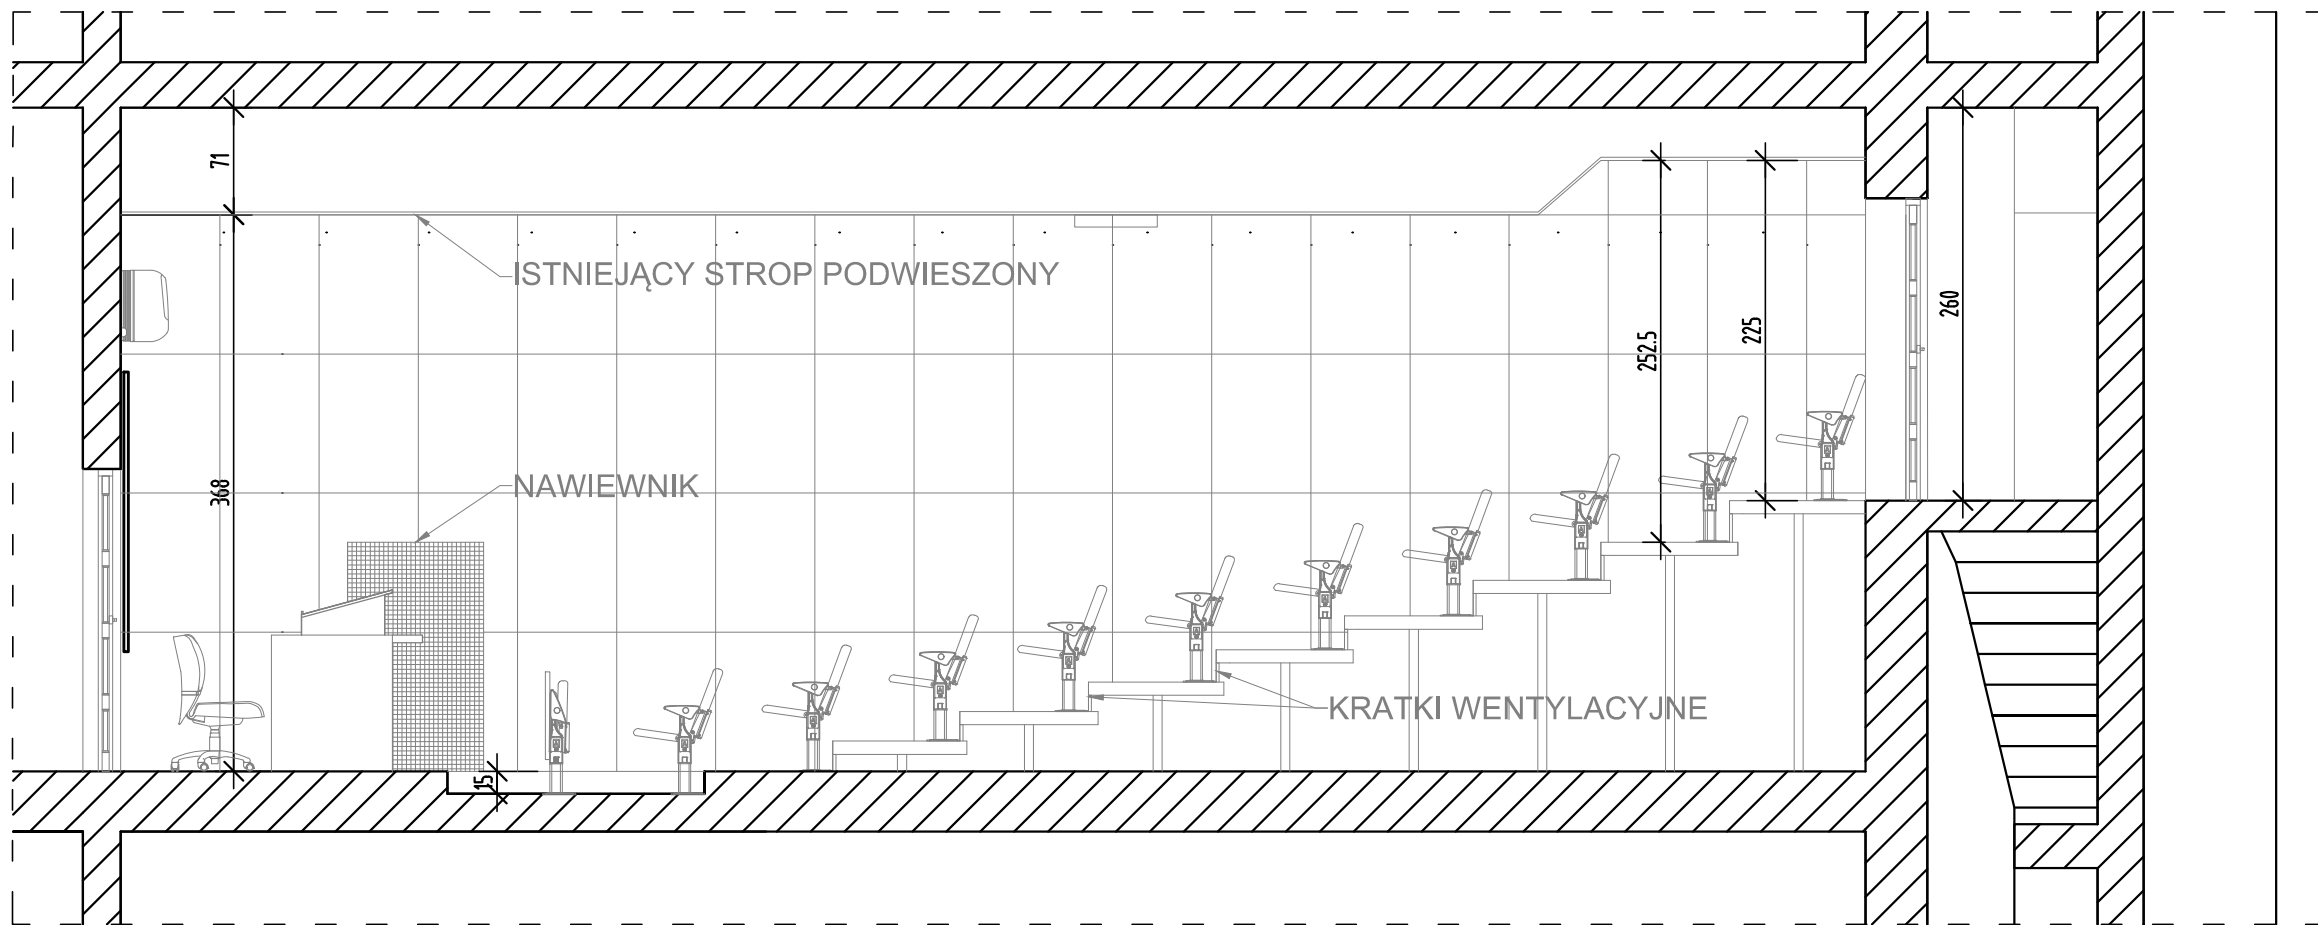 71
ISTNIEJĄCY STROP PODWIESZONY
260
225
252.5
368
NAWIEWNIK
KRATKI WENTYLACYJNE
15